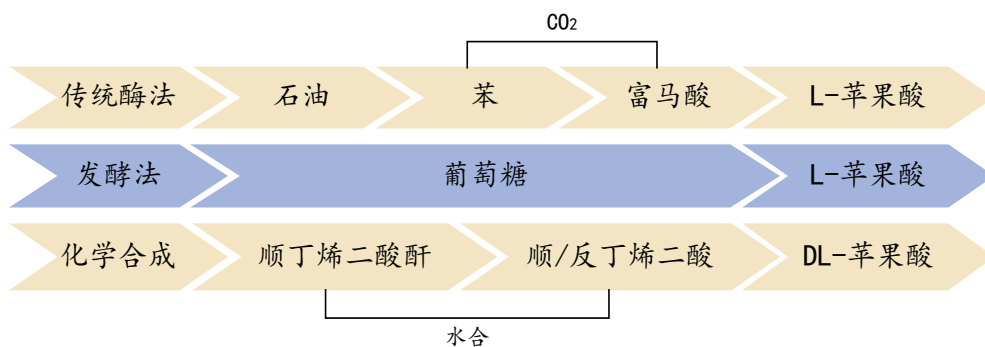 CO₂
传统酶法 石油 苯 富马酸 L-苹果酸
发酵法 葡萄糖 L-苹果酸
化学合成 顺丁烯二酸酐 顺/反丁烯二酸 DL-苹果酸
水合